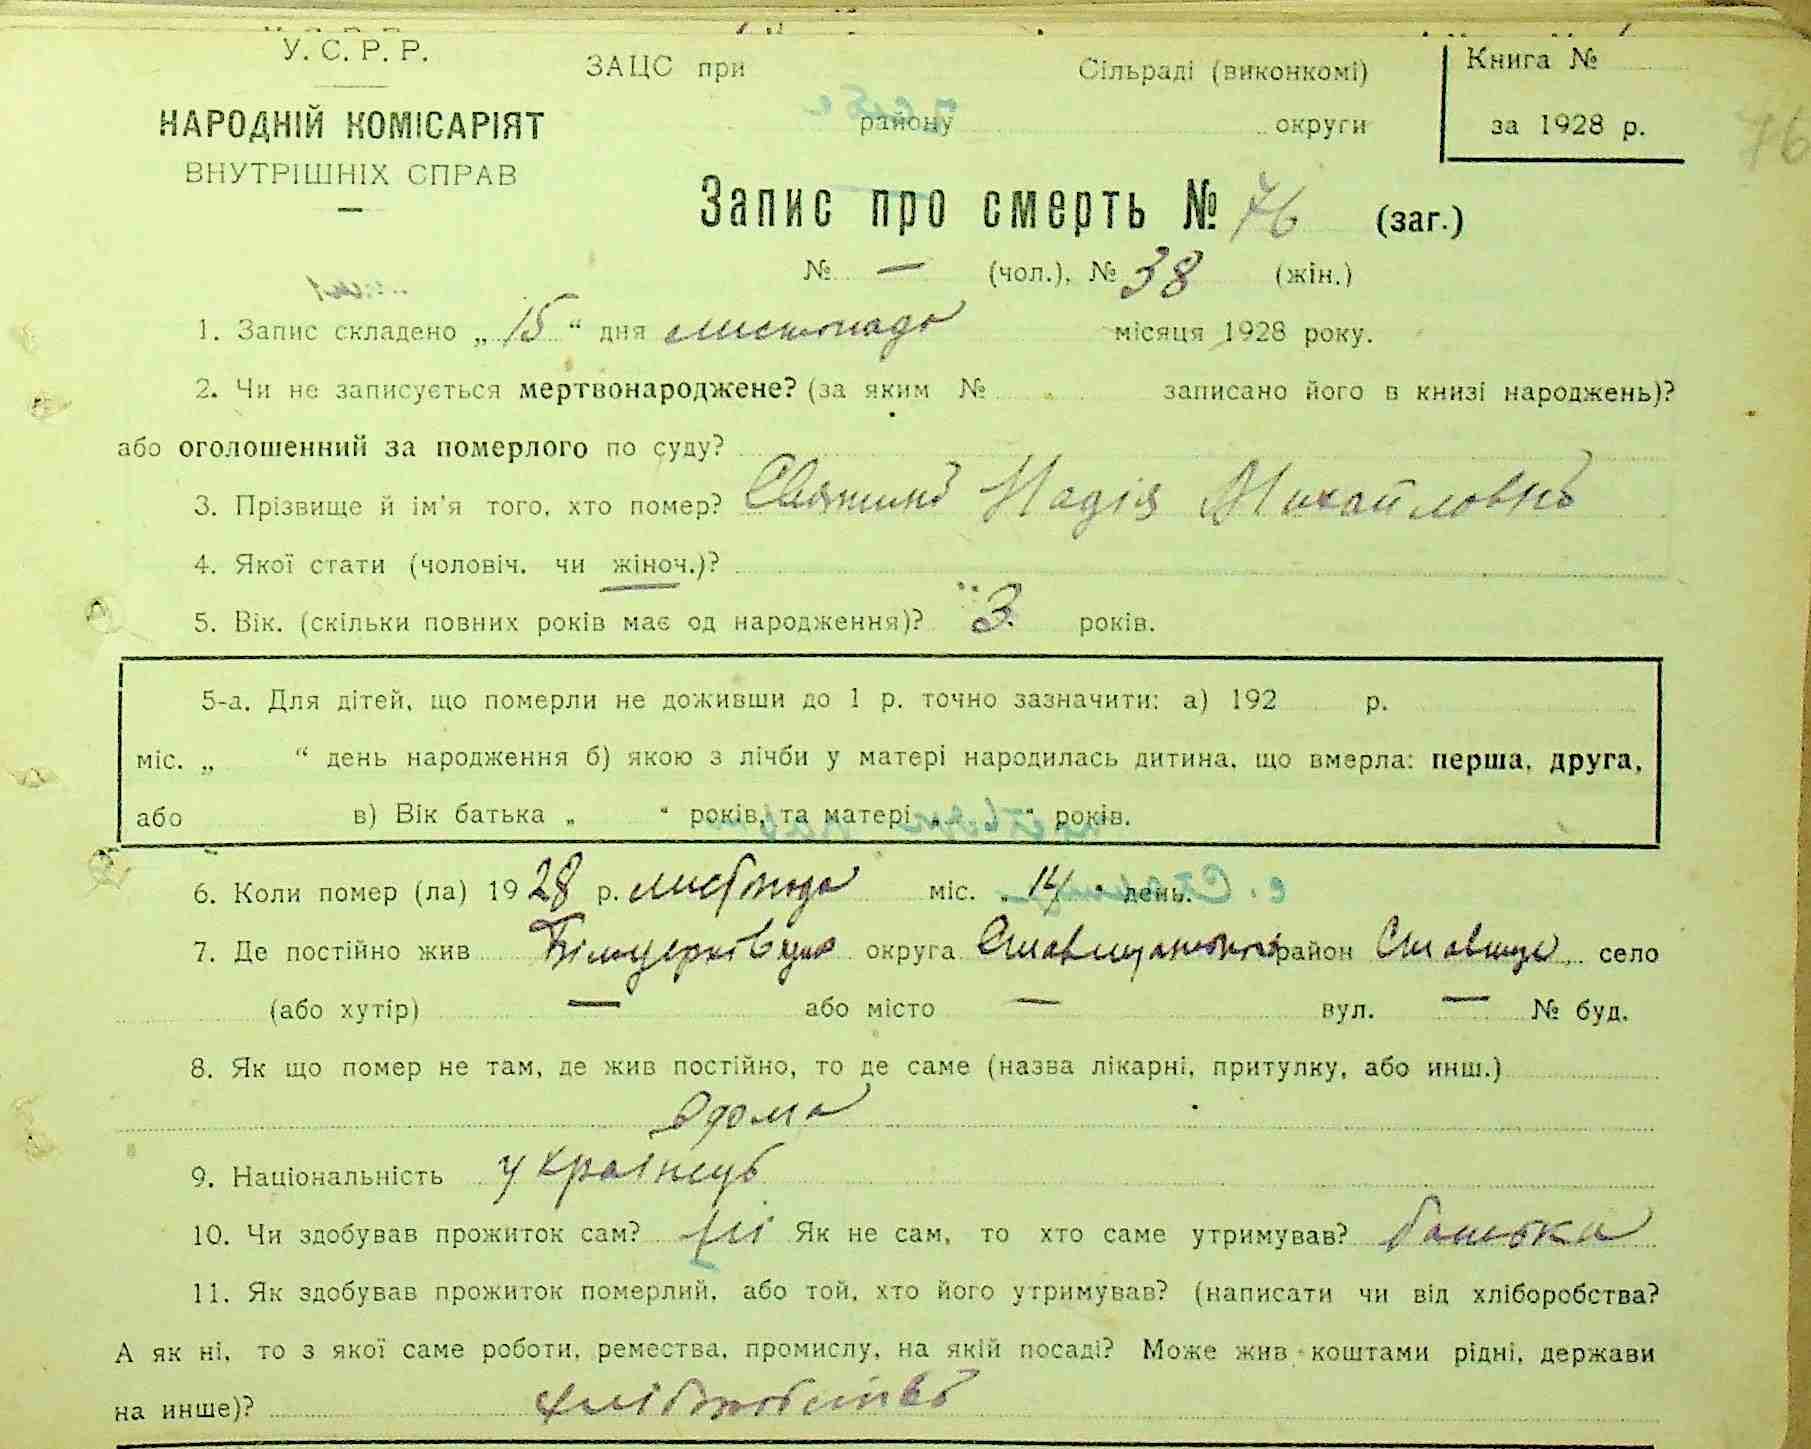 У. С. Р. Р.
ЗАЦС при Сільраді (виконкомі)
Книга №
НАРОДНІЙ КОМІСАРІЯТ
району округи
за 1928 р.
76
ВНУТРІШНІХ СПРАВ
Запис про смерть № 76 (заг.)
№ — (чол.), № 38 (жін.)
1. Запис складено „ 15 “ дня листопада місяця 1928 року.
2. Чи не записується мертвонароджене? (за яким № записано його в книзі народжень)?
або оголошенний за померлого по суду?
3. Прізвище й ім'я того, хто помер? Надія Михайловна
4. Якої стати (чоловіч. чи жіноч.)?
5. Вік. (скільки повних років має од народження)? 3 років.
5-а. Для дітей, що померли не доживши до 1 р. точно зазначити: а) 192 р.
міс. „ “ день народження б) якою з лічби у матері народилась дитина, що вмерла: перша, друга,
або в) Вік батька „ “ років, та матері „ “ років.
6. Коли помер (ла) 1928 р. листопада міс. „ 14 “ день.
7. Де постійно жив Білоцерківська округа район Ставище село
(або хутір) — або місто — вул. — № буд.
8. Як що помер не там, де жив постійно, то де саме (назва лікарні, притулку, або инш.)
вдома
9. Національність українець
10. Чи здобував прожиток сам? ні Як не сам, то хто саме утримував? батько
11. Як здобував прожиток померлий, або той, хто його утримував? (написати чи від хліборобства?
А як ні, то з якої саме роботи, ремества, промислу, на якій посаді? Може жив коштами рідні, держави
на инше)? хліборобство